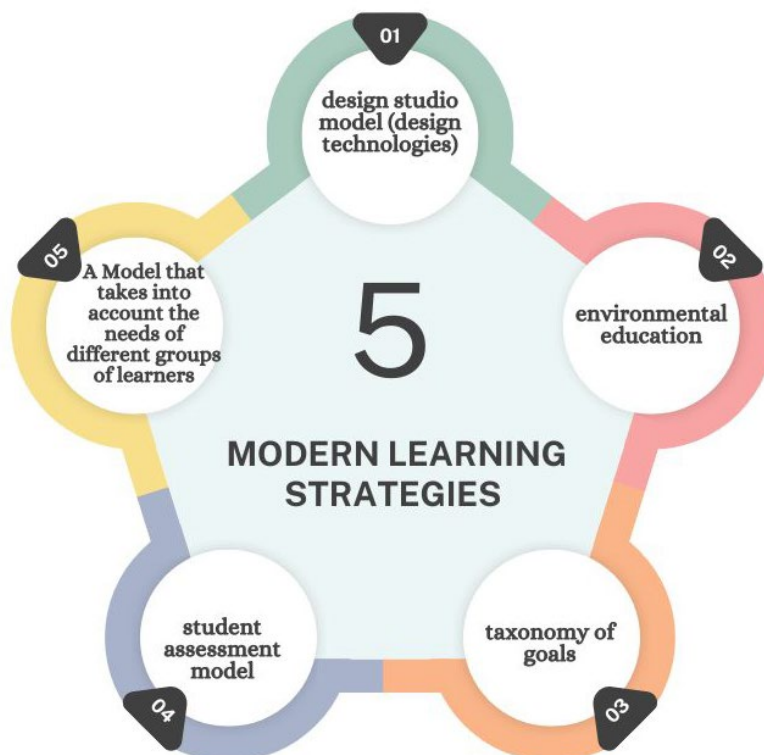 01
design studio
model (design
technologies)
02
environmental
education
03
taxonomy of
goals
04
student
assessment
model
05
A Model that
takes into
account the
needs of
different groups
of learners
5
MODERN LEARNING
STRATEGIES